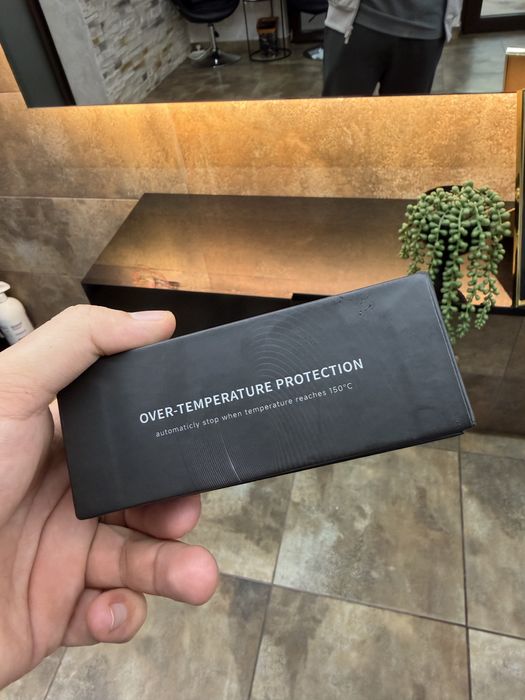 OVER-TEMPERATURE PROTECTION
automaticly stop when temperature reaches 150°C